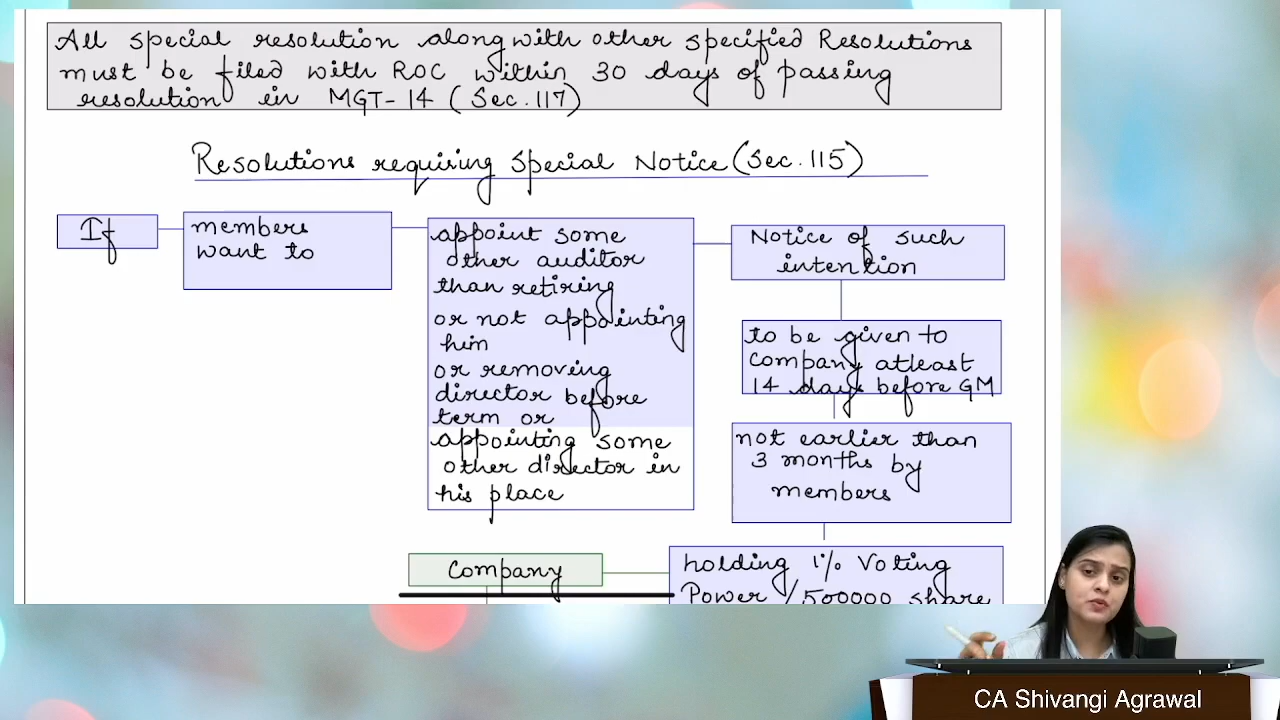 All special resolution along with other specified Resolutions
must be filed with ROC within 30 days of passing
resolution in MGT-14 (Sec. 117)
Resolutions requiring Special Notice (Sec. 115)
If
members
want to
appoint some
other auditor
than retiring
or not appointing
him
or removing
director before
term or
appointing some
other director in
his place
Notice of such
intention
to be given to
Company atleast
14 days before GM
not earlier than
3 months by
members
Company
holding 1% Voting
Power /500000 share
CA Shivangi Agrawal